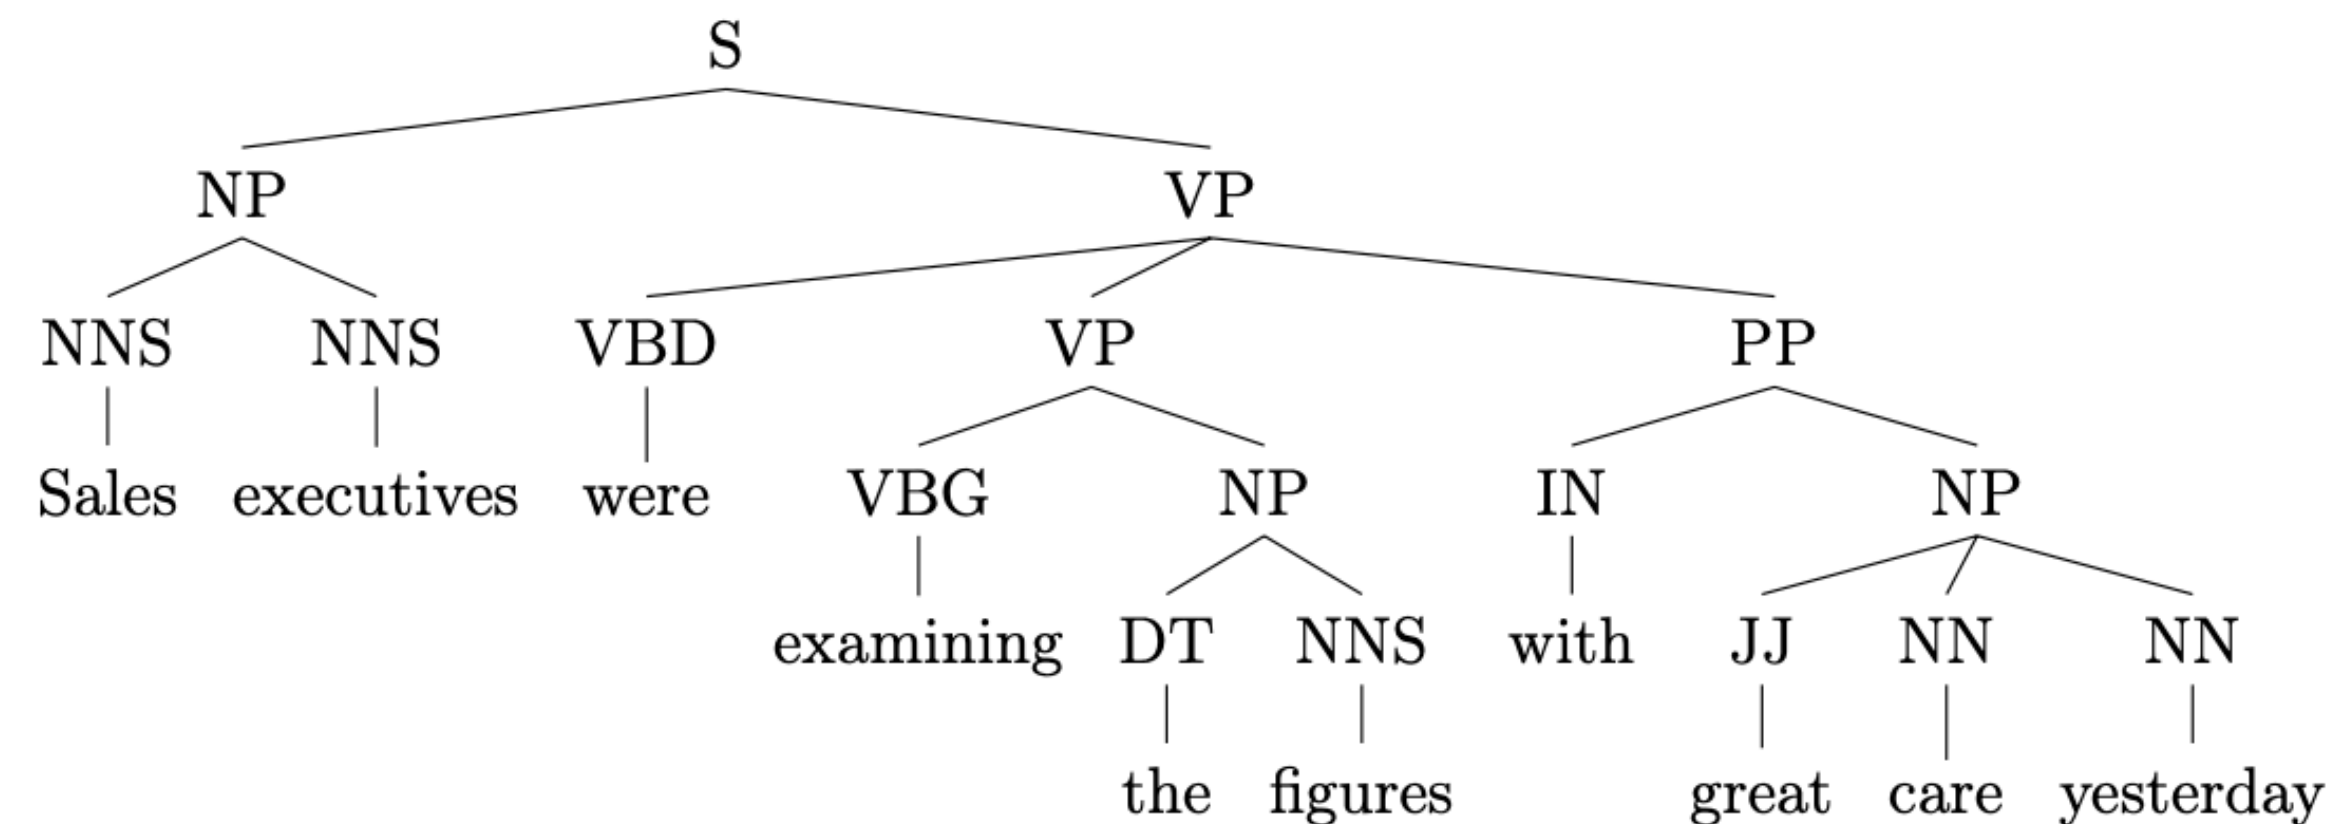 S
NP VP
NNS NNS VBD VP PP
Sales executives were VBG NP IN NP
examining DT NNS with JJ NN NN
the figures great care yesterday